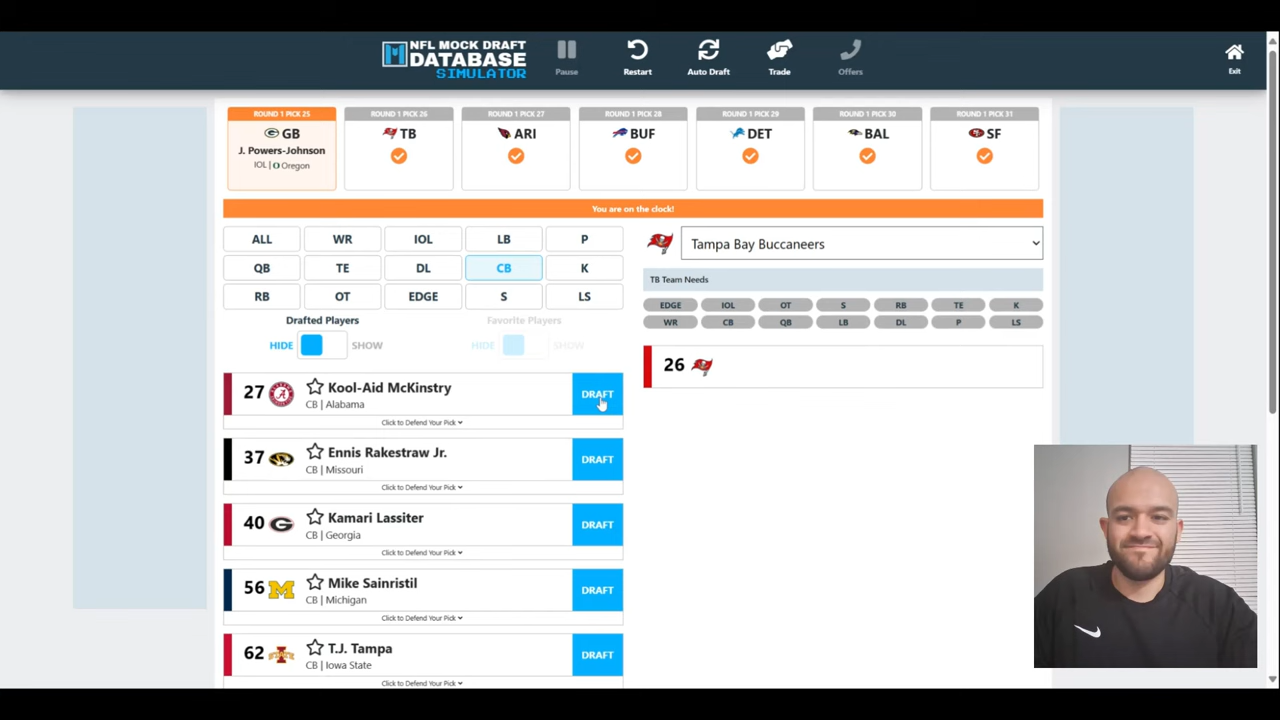 NFL MOCK DRAFT
DATABASE
SIMULATOR
Pause
Restart
Auto Draft
Trade
Offers
Exit
ROUND 1 PICK 25
GB
J. Powers-Johnson
IOL | Oregon
ROUND 1 PICK 26
TB
ROUND 1 PICK 27
ARI
ROUND 1 PICK 28
BUF
ROUND 1 PICK 29
DET
ROUND 1 PICK 30
BAL
ROUND 1 PICK 31
SF
You are on the clock!
ALL WR IOL LB P
QB TE DL CB K
RB OT EDGE S LS
Drafted Players
HIDE SHOW
Favorite Players
HIDE SHOW
27 Kool-Aid McKinstry
CB | Alabama
DRAFT
Click to Defend Your Pick
37 Ennis Rakestraw Jr.
CB | Missouri
DRAFT
Click to Defend Your Pick
40 Kamari Lassiter
CB | Georgia
DRAFT
Click to Defend Your Pick
56 Mike Sainristil
CB | Michigan
DRAFT
Click to Defend Your Pick
62 T.J. Tampa
CB | Iowa State
DRAFT
Click to Defend Your Pick
Tampa Bay Buccaneers
TB Team Needs
EDGE IOL OT S RB TE K
WR CB QB LB DL P LS
26